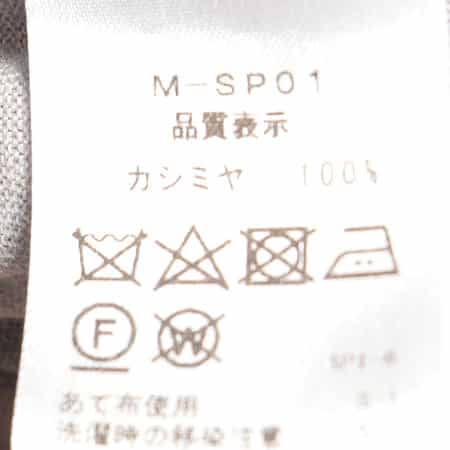 M-SP01
品質表示
カシミヤ 100%
F
W
あて布使用
洗濯時の移染注意